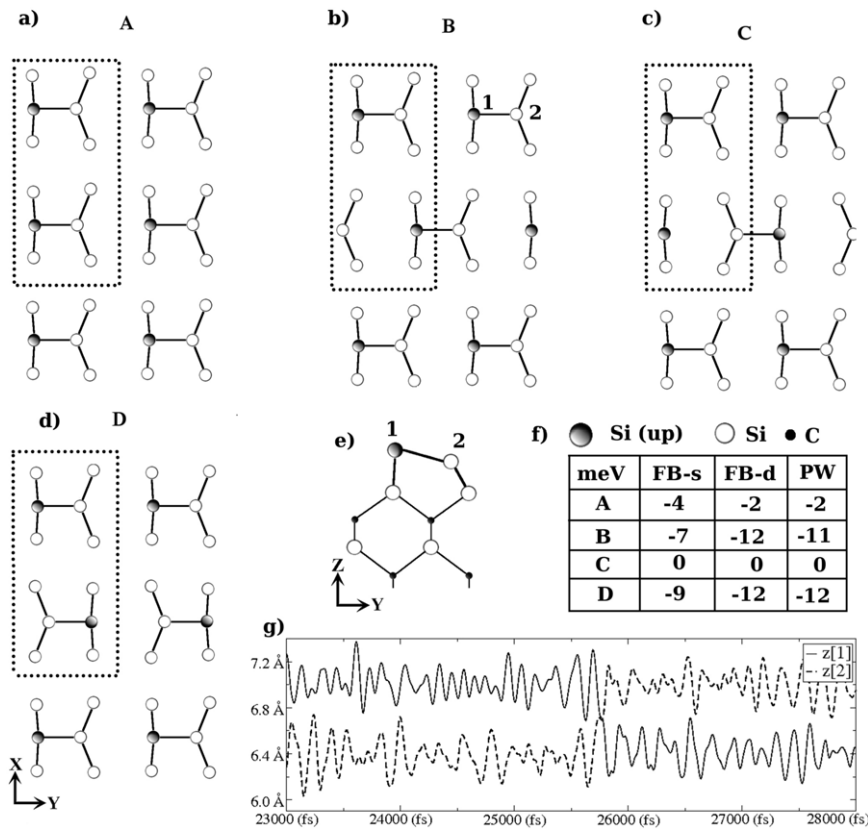 a) A
b) B
c) C
1 2
d) D
e) 1 2
f) Si (up) Si C
meV FB-s FB-d PW
A -4 -2 -2
B -7 -12 -11
C 0 0 0
D -9 -12 -12
Z
Y
g)
z[1]
z[2]
7.2 Å
6.8 Å
6.4 Å
6.0 Å
23000 (fs) 24000 (fs) 25000 (fs) 26000 (fs) 27000 (fs) 28000 (fs)
X
Y